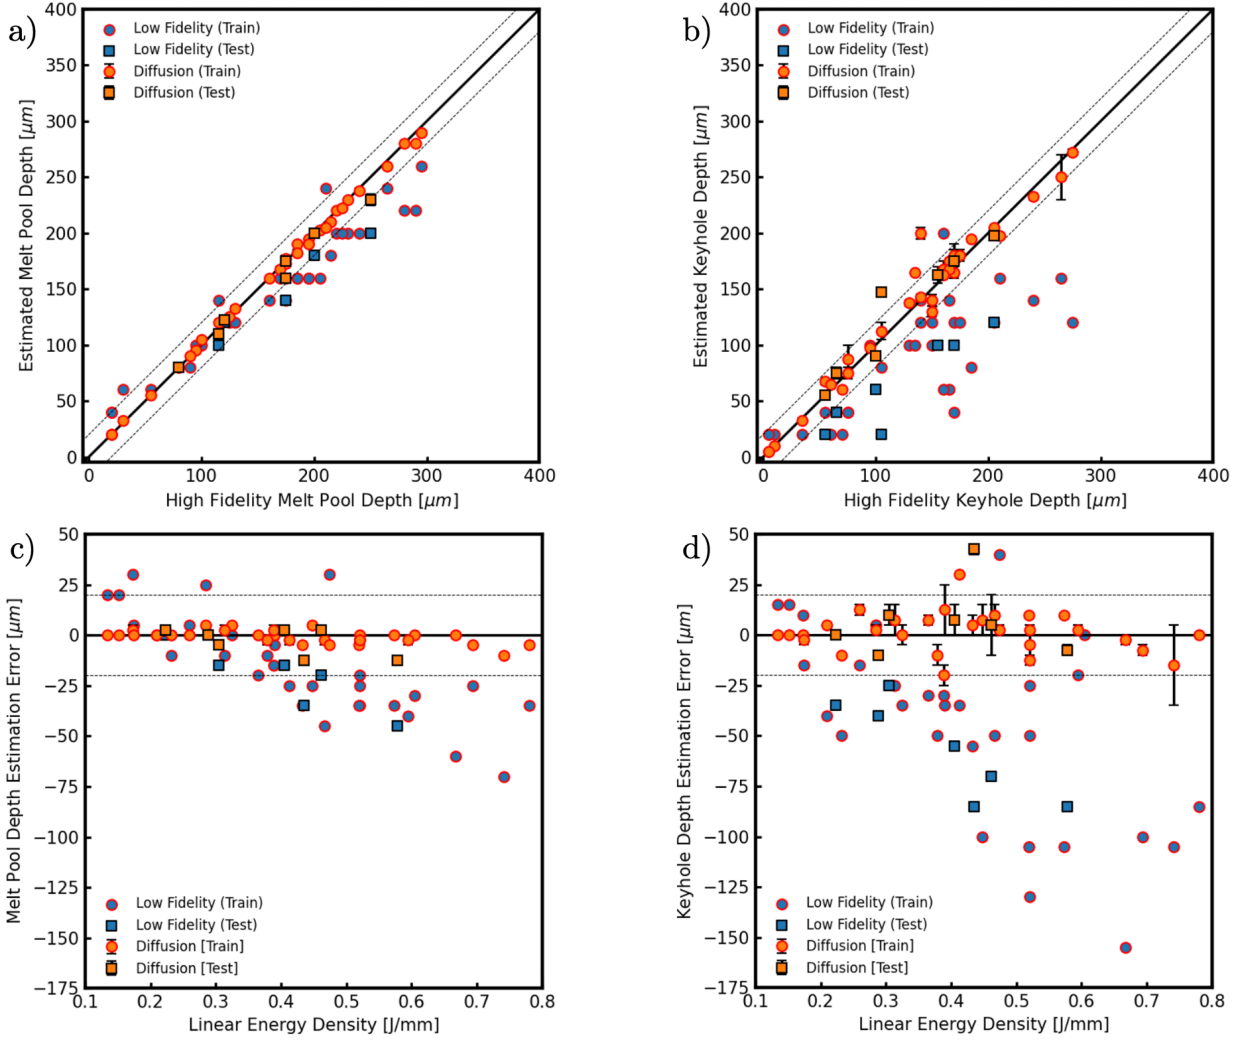 a)
400
350
300
250
200
150
100
50
0
Estimated Melt Pool Depth [μm]
Low Fidelity (Train)
Low Fidelity (Test)
Diffusion (Train)
Diffusion (Test)
0 100 200 300 400
High Fidelity Melt Pool Depth [μm]
b)
400
350
300
250
200
150
100
50
0
Estimated Keyhole Depth [μm]
Low Fidelity (Train)
Low Fidelity (Test)
Diffusion (Train)
Diffusion (Test)
0 100 200 300 400
High Fidelity Keyhole Depth [μm]
c)
50
25
0
−25
−50
−75
−100
−125
−150
−175
Melt Pool Depth Estimation Error [μm]
Low Fidelity (Train)
Low Fidelity (Test)
Diffusion [Train]
Diffusion [Test]
0.1 0.2 0.3 0.4 0.5 0.6 0.7 0.8
Linear Energy Density [J/mm]
d)
50
25
0
−25
−50
−75
−100
−125
−150
−175
Keyhole Depth Estimation Error [μm]
Low Fidelity (Train)
Low Fidelity (Test)
Diffusion [Train]
Diffusion [Test]
0.1 0.2 0.3 0.4 0.5 0.6 0.7 0.8
Linear Energy Density [J/mm]